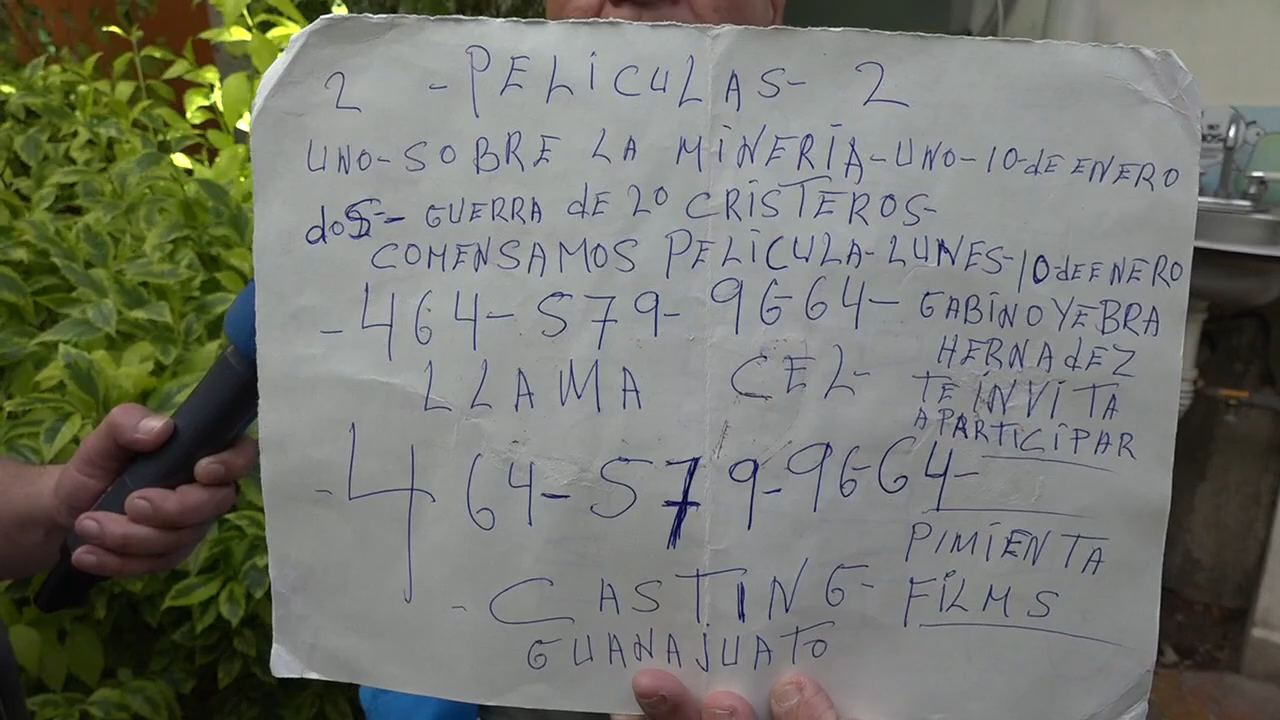 2 -PELiCULAS- 2
UNO-SOBRE LA MiNERÍA-UNO-10 de ENERO
doS- GUERRA dE 20 CRiSTEROS-
COMENSAMOS PELiCULA-LUNES-10 de ENERO
-464-579-9664- GABiNO YEBRA
HERNAdEZ
LLAMA CEL- TE iNViTA
A PARTiCiPAR
-464-579-9664-
PiMiENTA
-CASTING- FiLMS
GUANAjUATO